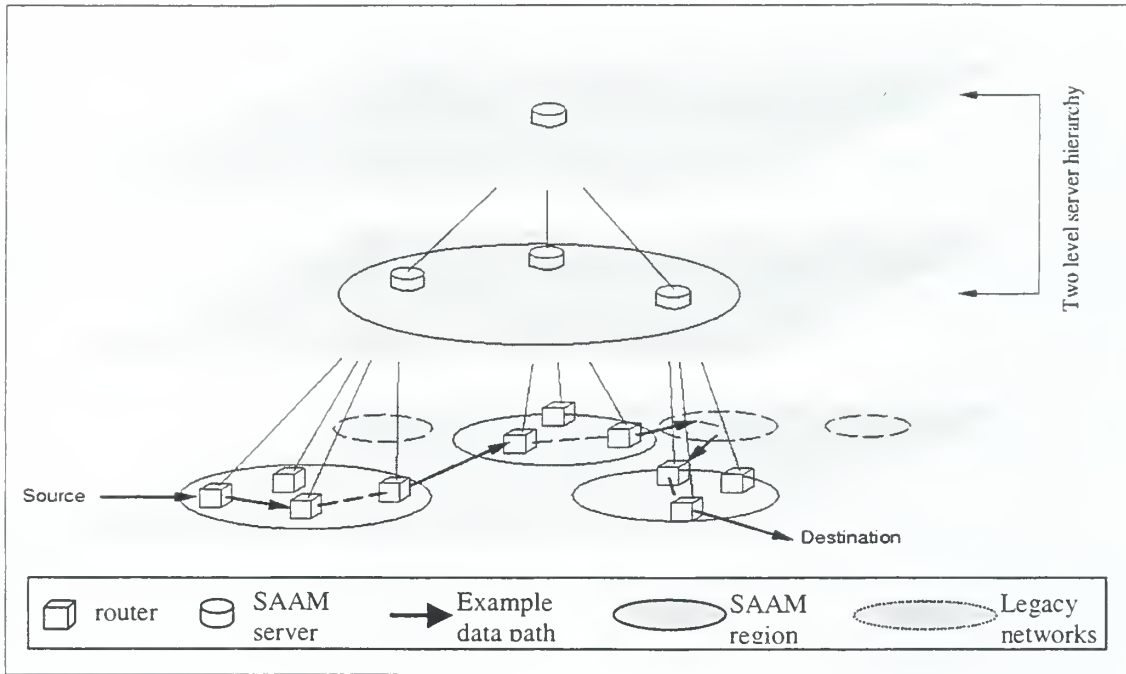 Two level server hierarchy
Source
Destination
router
SAAM
server
Example
data path
SAAM
region
Legacy
networks